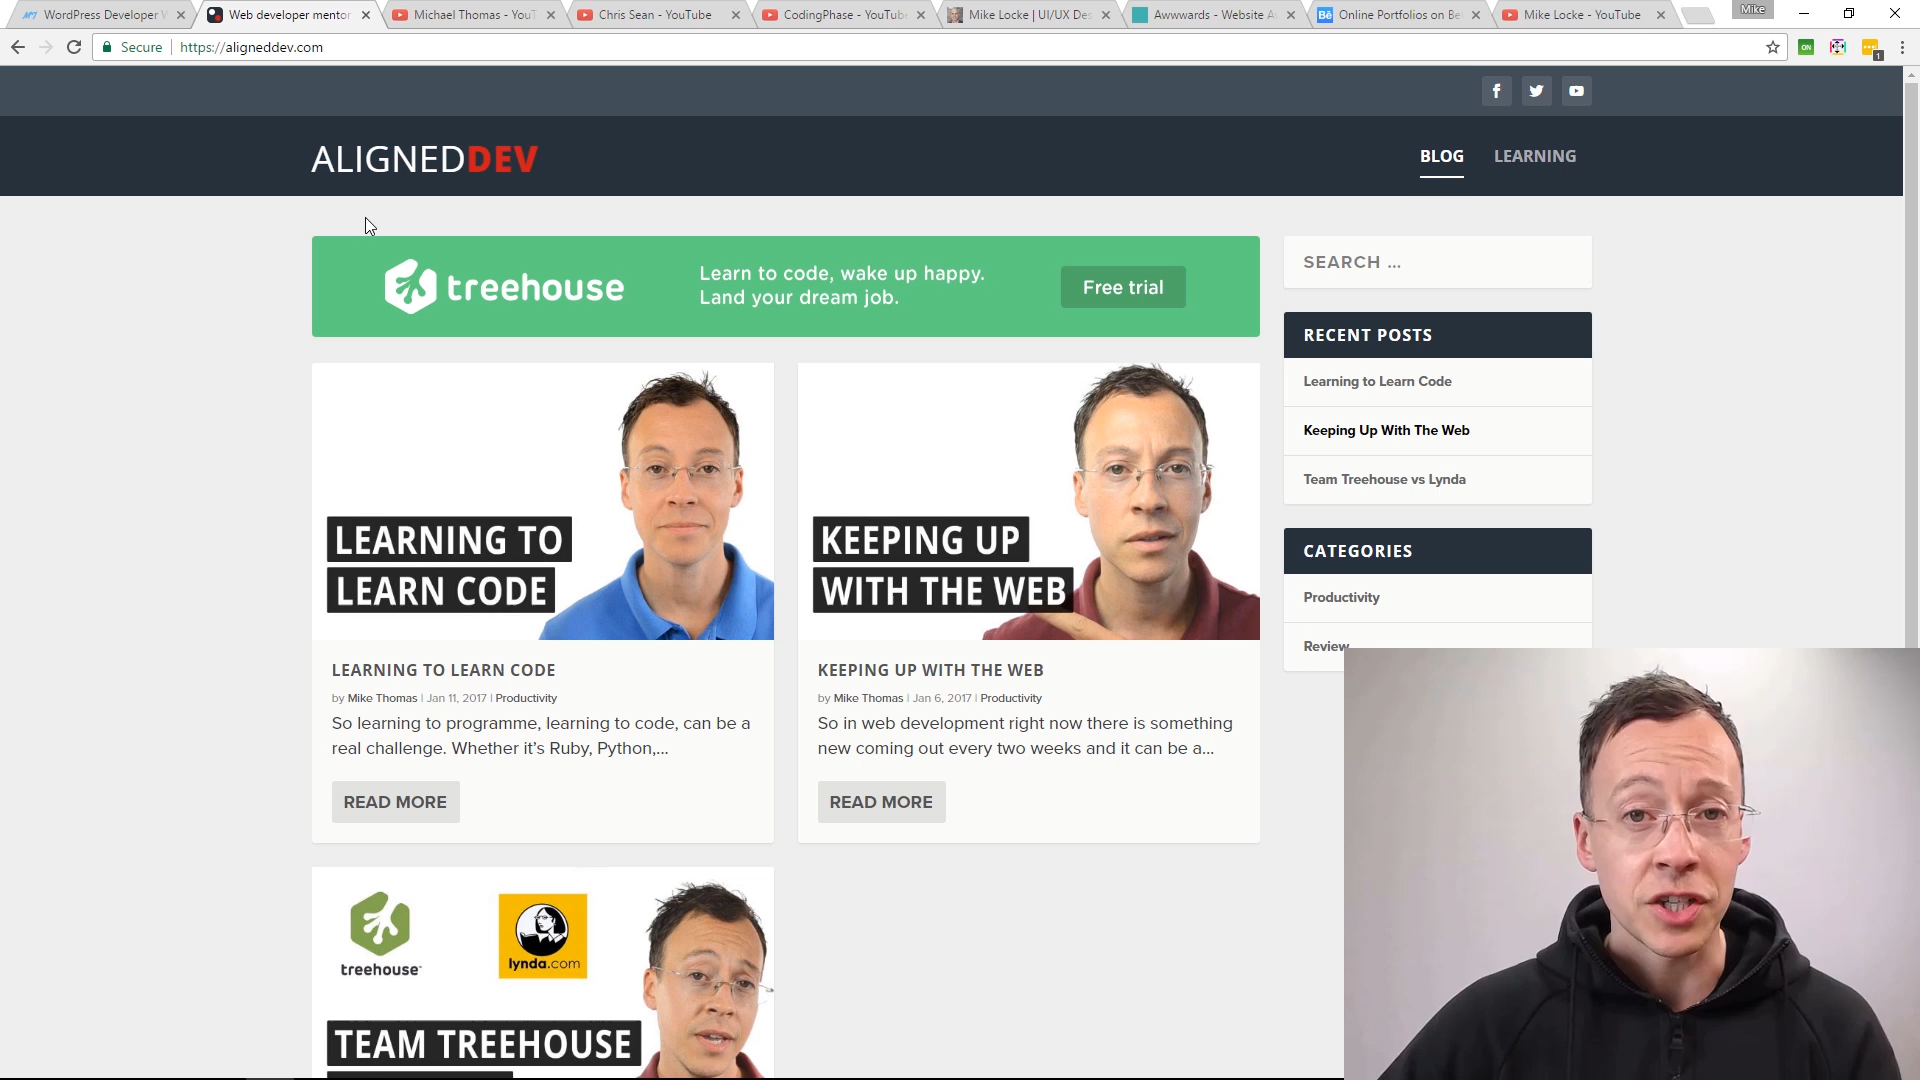 WordPress Developer W
Web developer mentor
Michael Thomas - YouT
Chris Sean - YouTube
CodingPhase - YouTube
Mike Locke | UI/UX Des
Awwwards - Website A
Online Portfolios on Be
Mike Locke - YouTube
Mike
Secure
https://aligneddev.com
ON
1
ALIGNEDDEV
BLOG
LEARNING
treehouse
Learn to code, wake up happy.
Land your dream job.
Free trial
SEARCH …
RECENT POSTS
Learning to Learn Code
Keeping Up With The Web
Team Treehouse vs Lynda
CATEGORIES
Productivity
Review
LEARNING TO
LEARN CODE
LEARNING TO LEARN CODE
by Mike Thomas | Jan 11, 2017 | Productivity
So learning to programme, learning to code, can be a
real challenge. Whether it's Ruby, Python,...
READ MORE
KEEPING UP
WITH THE WEB
KEEPING UP WITH THE WEB
by Mike Thomas | Jan 6, 2017 | Productivity
So in web development right now there is something
new coming out every two weeks and it can be a...
READ MORE
treehouse
lynda.com
TEAM TREEHOUSE